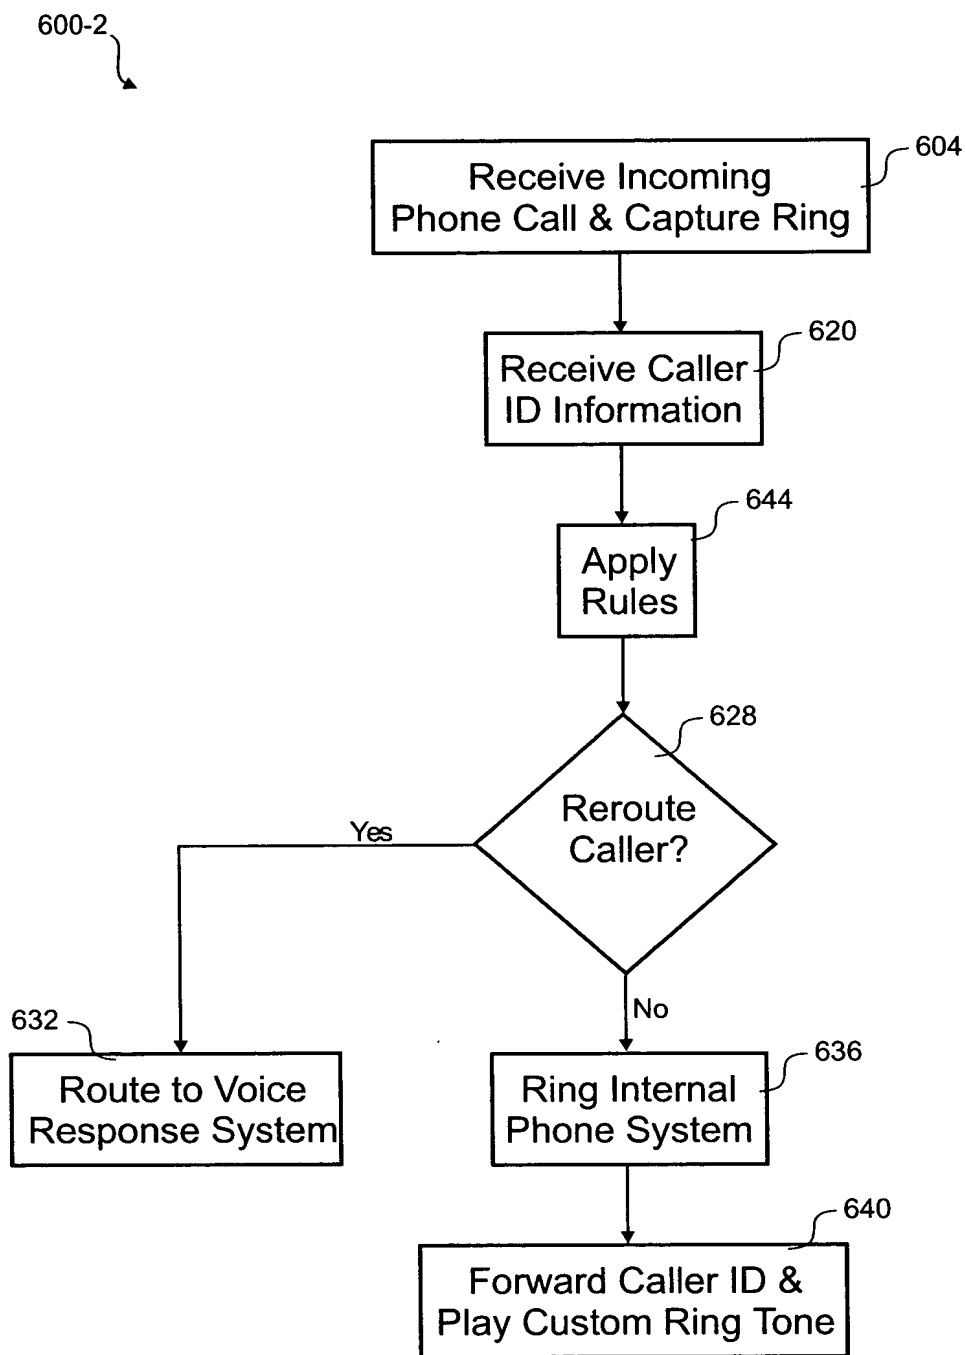 600-2
604
Receive Incoming
Phone Call & Capture Ring
620
Receive Caller
ID Information
644
Apply
Rules
628
Reroute
Caller?
Yes
No
632
Route to Voice
Response System
636
Ring Internal
Phone System
640
Forward Caller ID &
Play Custom Ring Tone